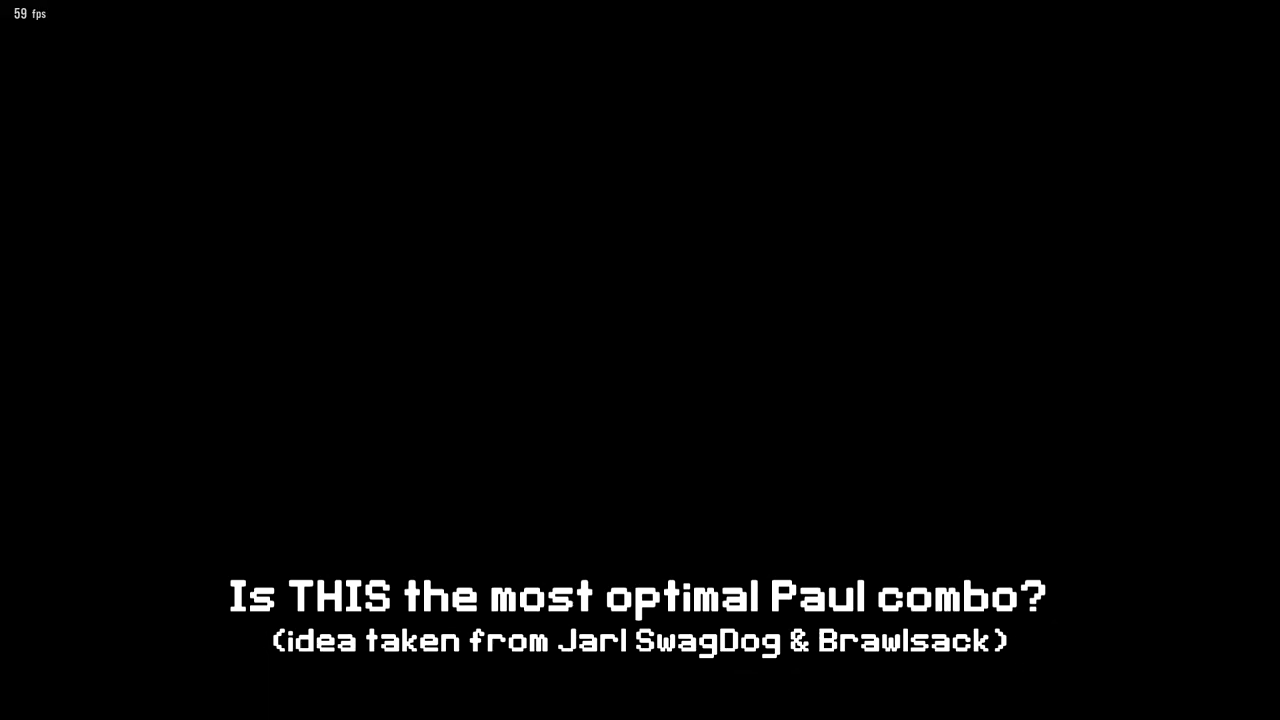 59 fps
Is THIS the most optimal Paul combo?
(idea taken from Jarl SwagDog & Brawlsack)